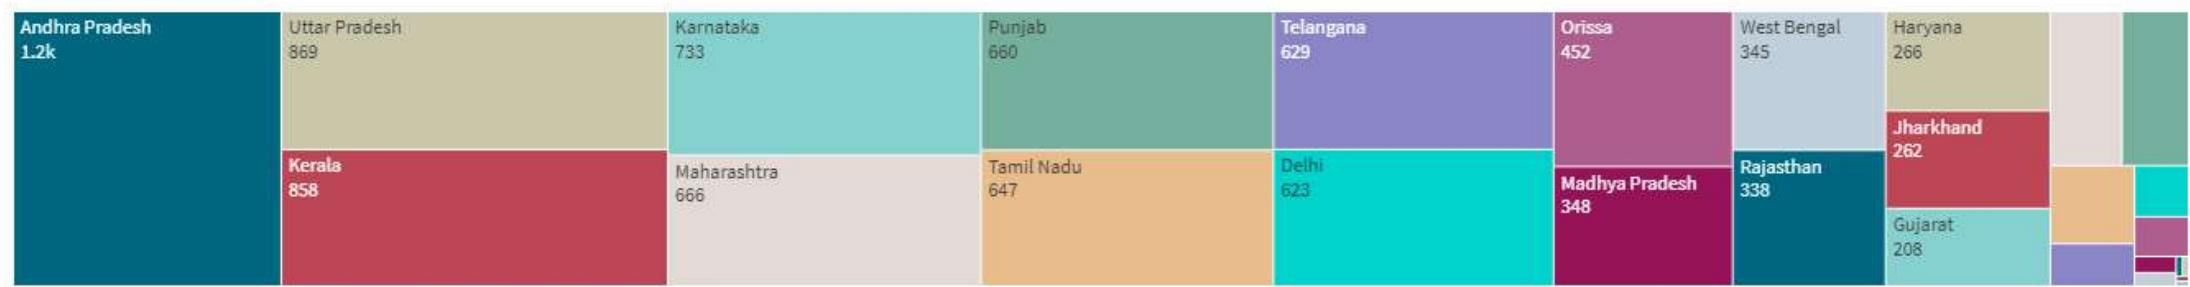 Andhra Pradesh
1.2k
Uttar Pradesh
869
Kerala
858
Karnataka
733
Maharashtra
666
Punjab
660
Tamil Nadu
647
Telangana
629
Delhi
623
Orissa
452
Madhya Pradesh
348
West Bengal
345
Rajasthan
338
Haryana
266
Jharkhand
262
Gujarat
208